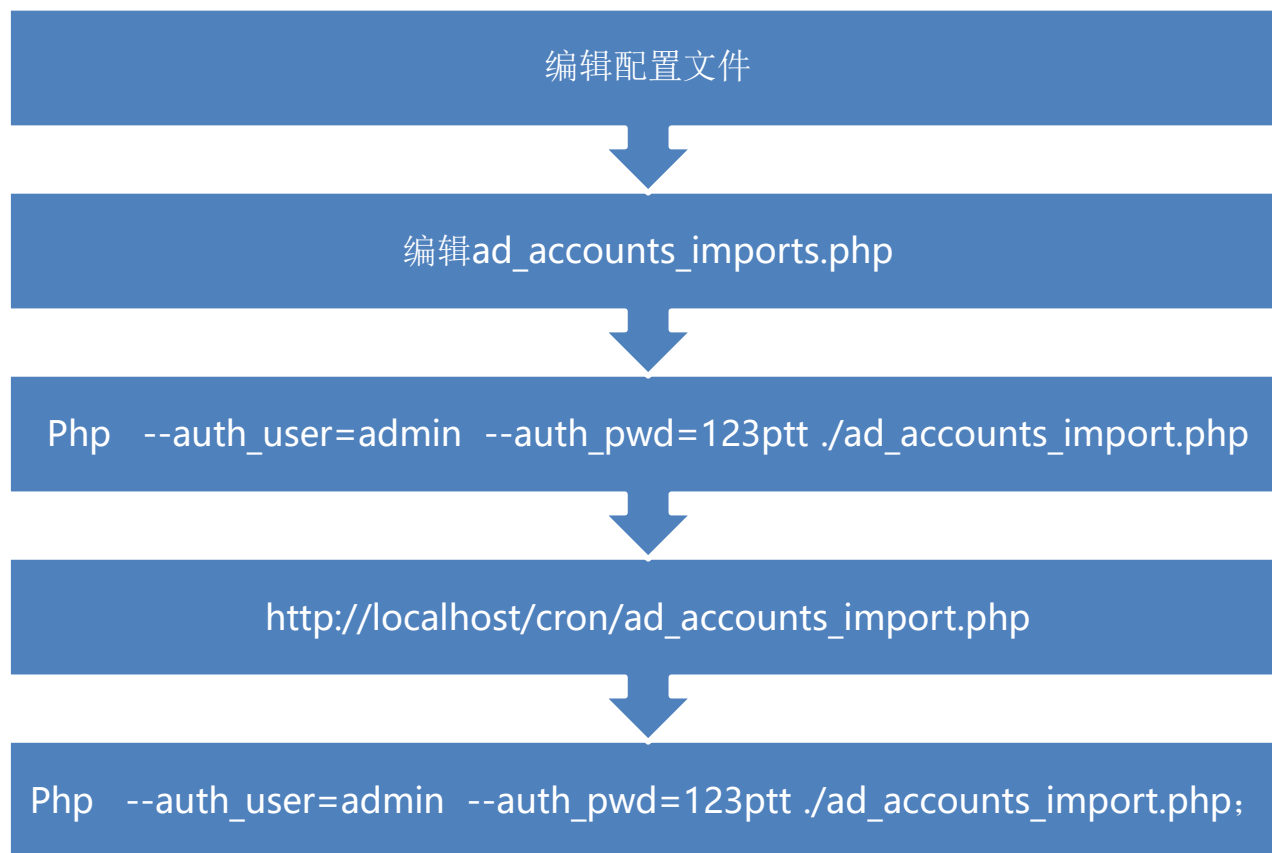 编辑配置文件
编辑ad_accounts_imports.php
Php --auth_user=admin --auth_pwd=123ptt ./ad_accounts_import.php
http://localhost/cron/ad_accounts_import.php
Php --auth_user=admin --auth_pwd=123ptt ./ad_accounts_import.php；